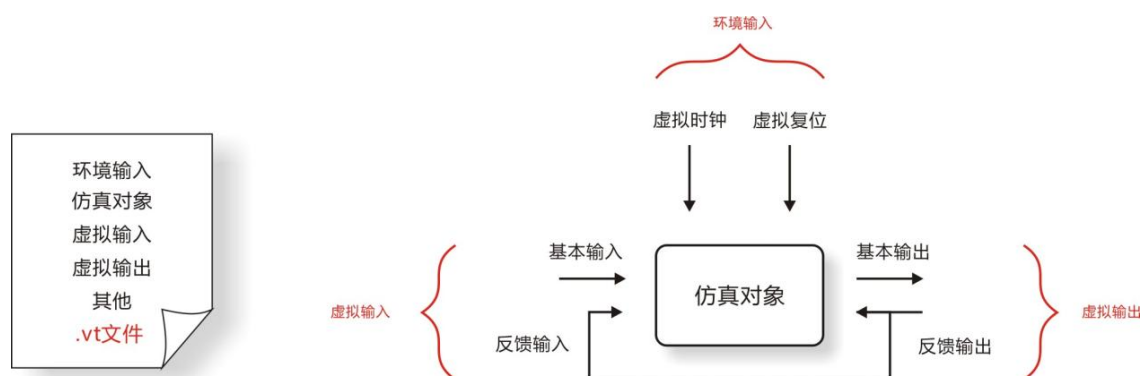 环境输入
仿真对象
虚拟输入
虚拟输出
其他
.vt文件
环境输入
虚拟时钟
虚拟复位
虚拟输入
基本输入
反馈输入
仿真对象
基本输出
反馈输出
虚拟输出